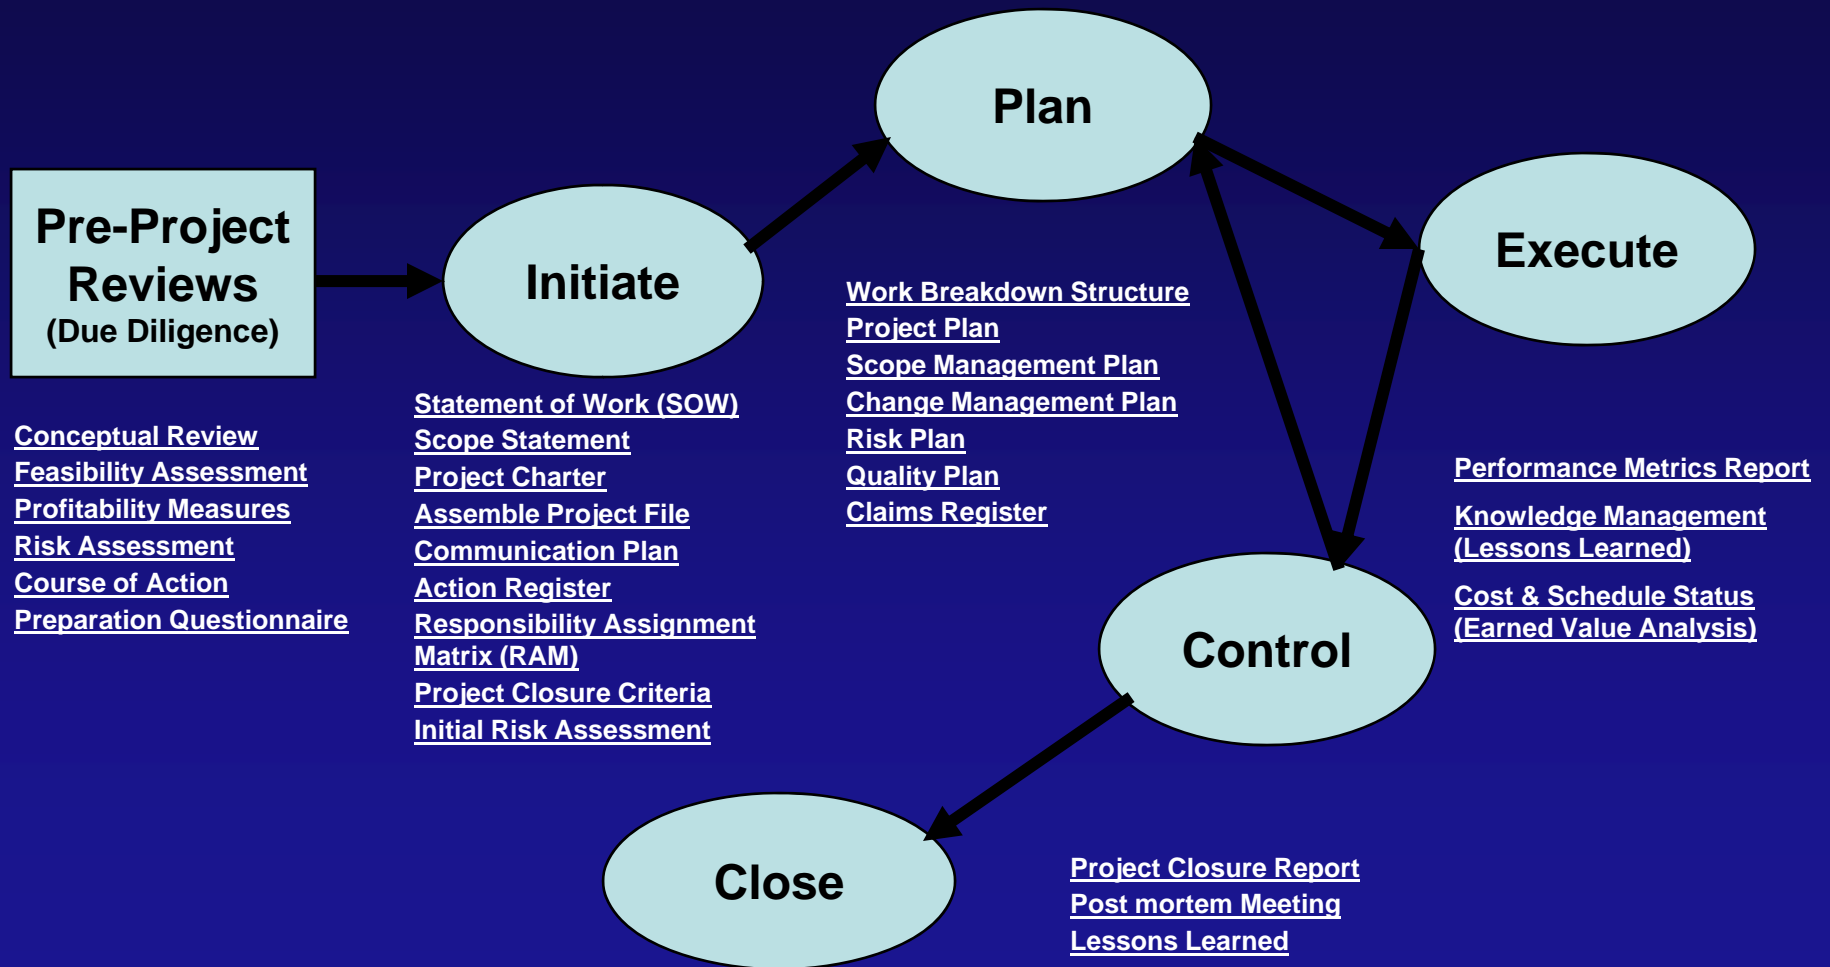 Plan
Pre-Project
Reviews
(Due Diligence)
Initiate
Execute
Conceptual Review
Feasibility Assessment
Profitability Measures
Risk Assessment
Course of Action
Preparation Questionnaire
Statement of Work (SOW)
Scope Statement
Project Charter
Assemble Project File
Communication Plan
Action Register
Responsibility Assignment
Matrix (RAM)
Project Closure Criteria
Initial Risk Assessment
Work Breakdown Structure
Project Plan
Scope Management Plan
Change Management Plan
Risk Plan
Quality Plan
Claims Register
Performance Metrics Report
Knowledge Management
(Lessons Learned)
Cost & Schedule Status
(Earned Value Analysis)
Control
Close
Project Closure Report
Post mortem Meeting
Lessons Learned